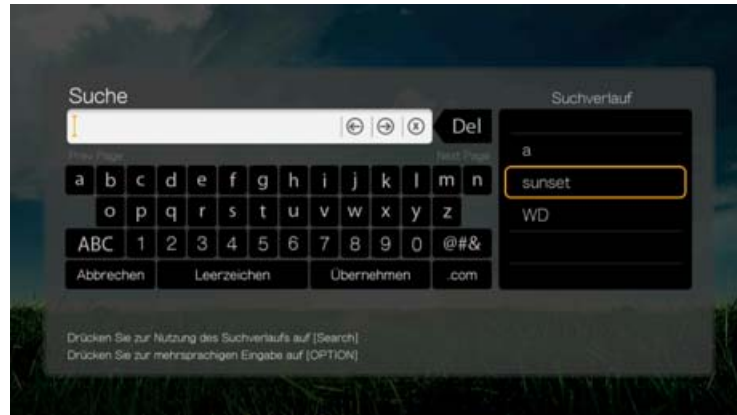 Suche
Suchverlauf
Del
Prev Page
Next Page
a b c d e f g h i j k l m n
o p q r s t u v w x y z
ABC 1 2 3 4 5 6 7 8 9 0 @#&
Abbrechen Leerzeichen Übernehmen .com
a
sunset
WD
Drücken Sie zur Nutzung des Suchverlaufs auf [Search]
Drücken Sie zur mehrsprachigen Eingabe auf [OPTION]